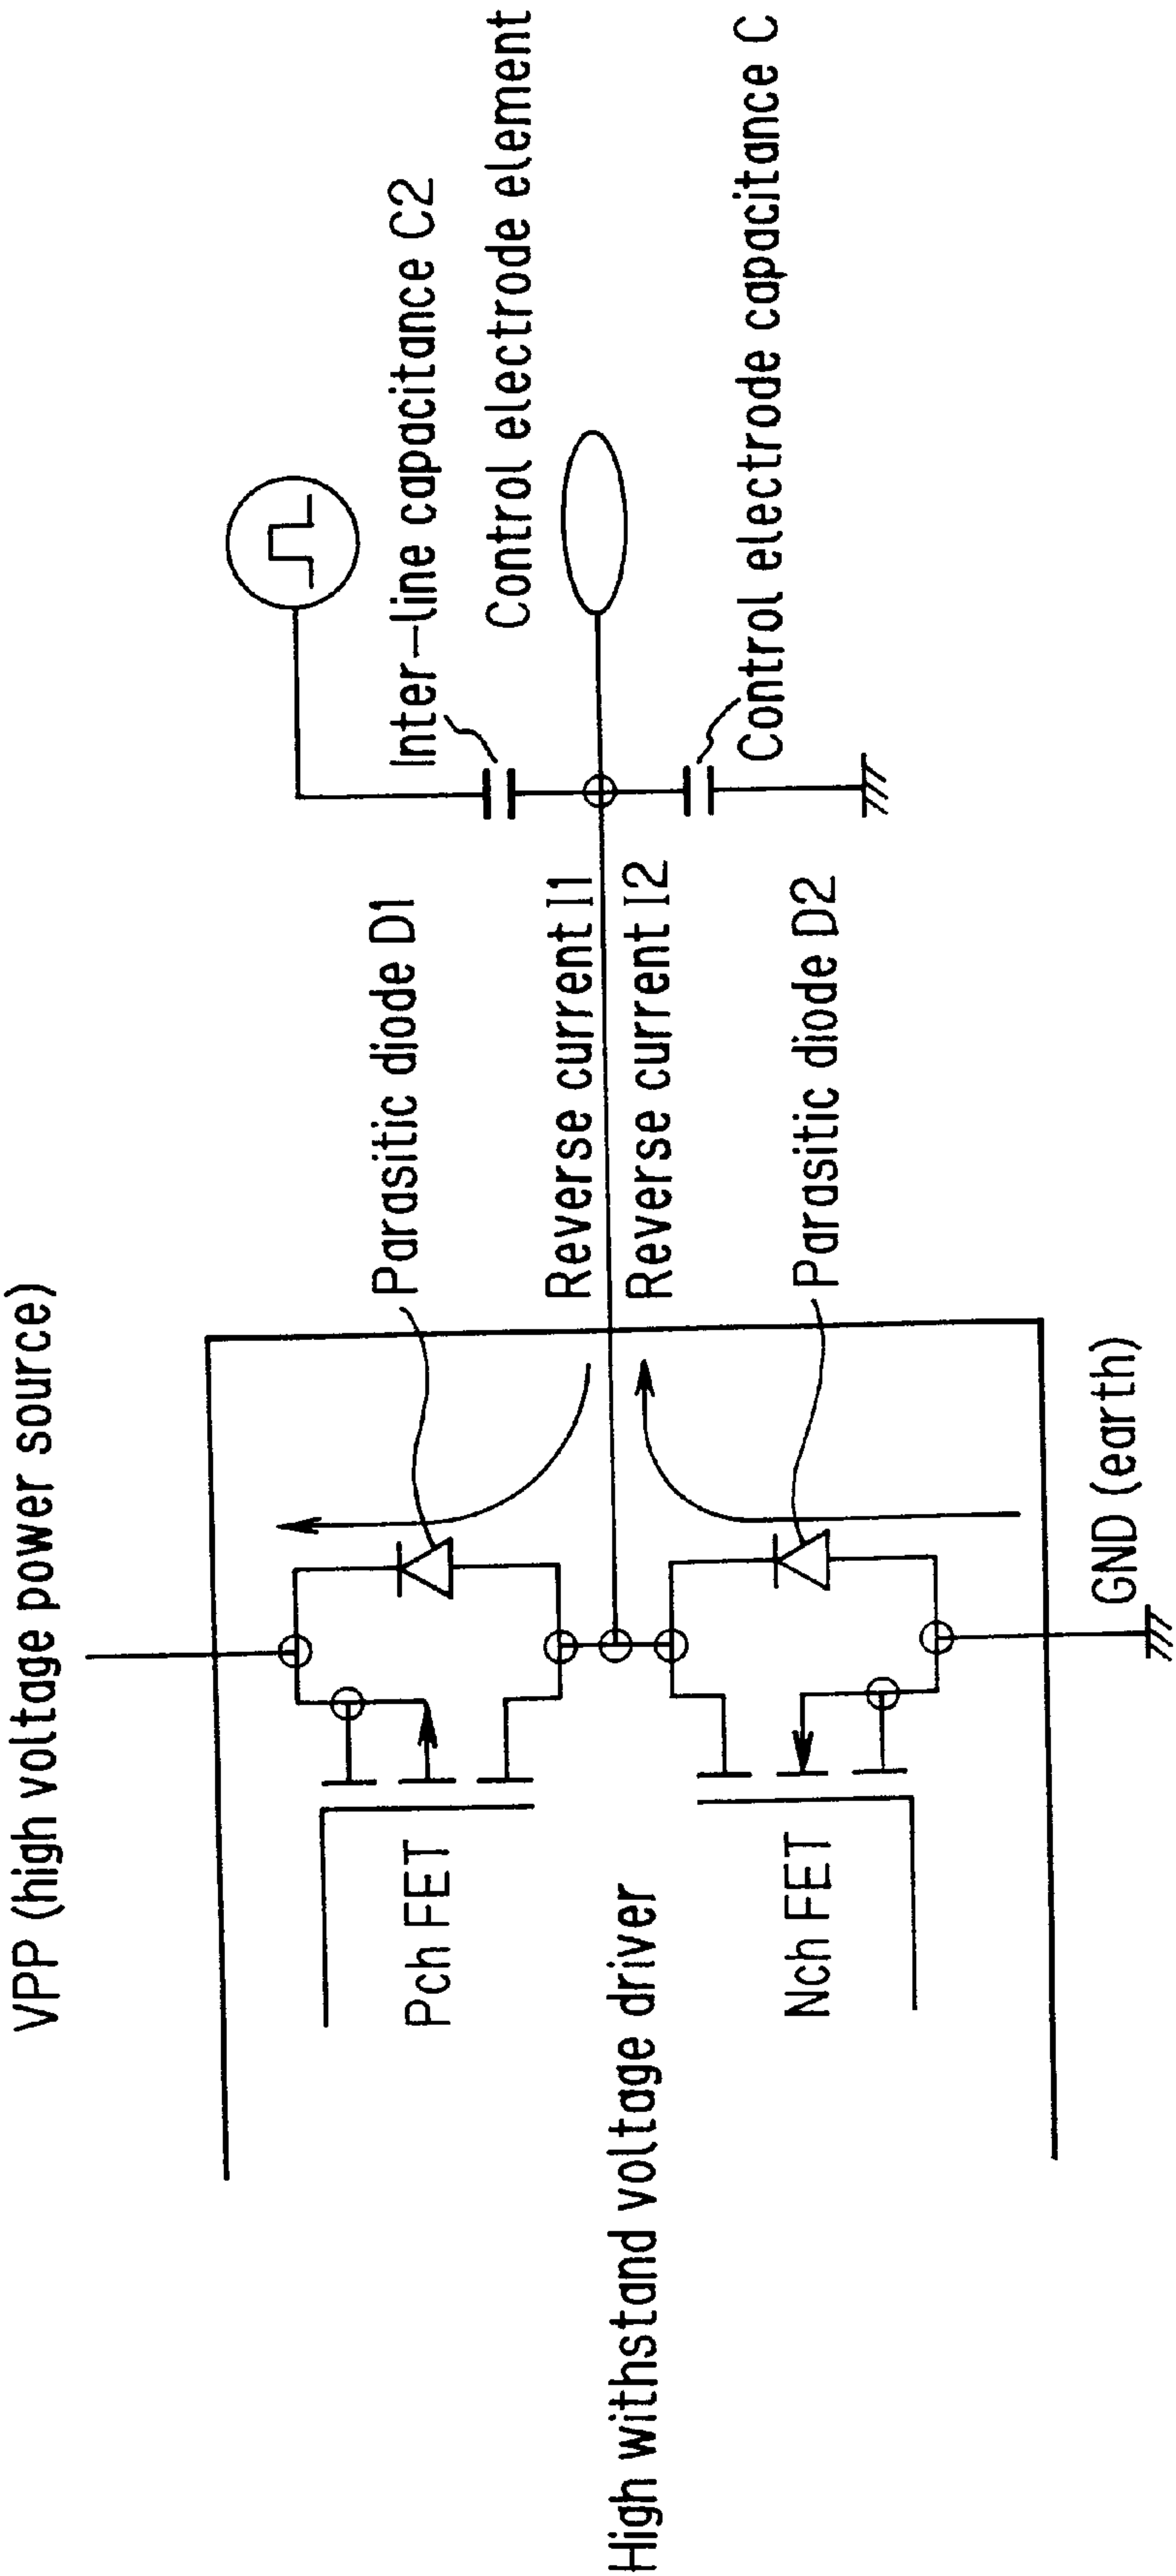 VPP (high voltage power source)
Parasitic diode D1
Inter-line capacitance C2
Control electrode element
Pch FET
Reverse current I1
Reverse current I2
High withstand voltage driver
Control electrode capacitance C
Nch FET
Parasitic diode D2
GND (earth)